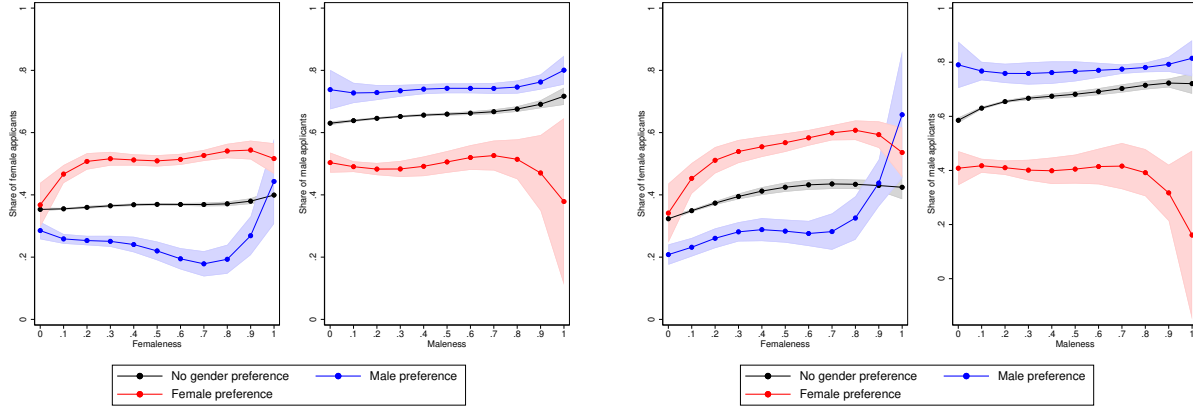 Share of female applicants
1
.8
.6
.4
.2
0
0 .1 .2 .3 .4 .5 .6 .7 .8 .9 1
Femaleness
Share of male applicants
1
.8
.6
.4
.2
0
0 .1 .2 .3 .4 .5 .6 .7 .8 .9 1
Maleness
No gender preference Male preference
Female preference
Share of female applicants
1
.8
.6
.4
.2
0
0 .1 .2 .3 .4 .5 .6 .7 .8 .9 1
Femaleness
Share of male applicants
1
.8
.6
.4
.2
0
0 .1 .2 .3 .4 .5 .6 .7 .8 .9 1
Maleness
No gender preference Male preference
Female preference